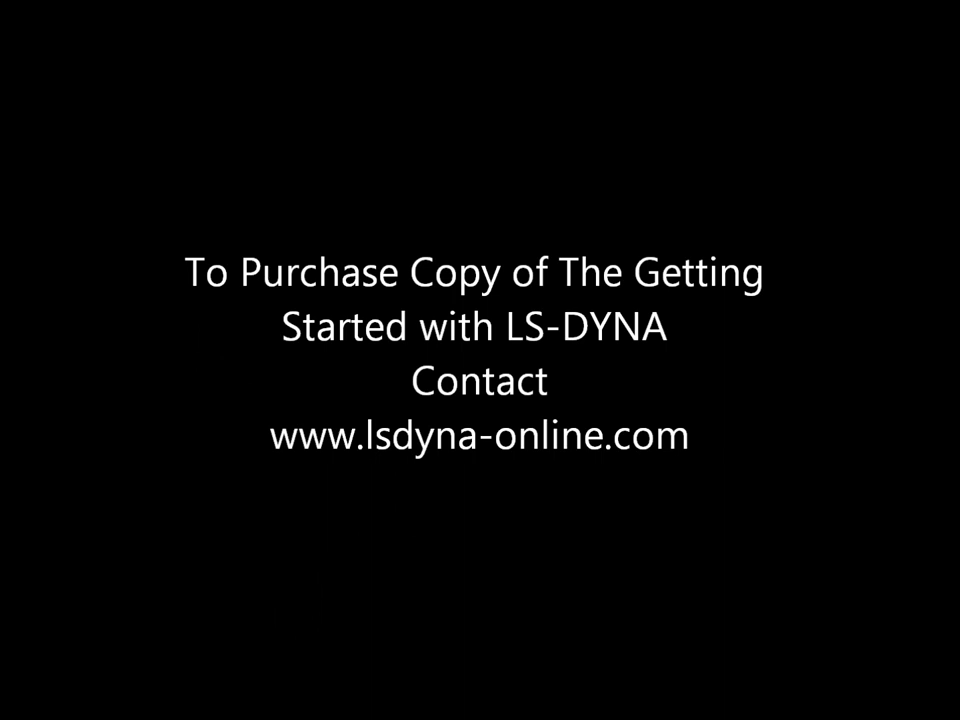 To Purchase Copy of The Getting
Started with LS-DYNA
Contact
www.lsdyna-online.com